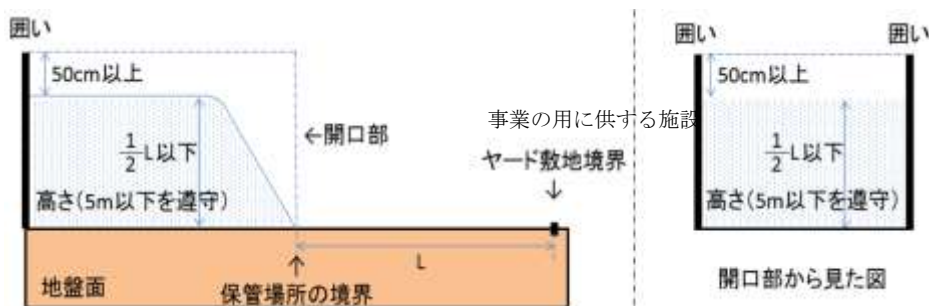 囲い
50cm以上
1/2 L以下
高さ(5m以下を遵守)
←開口部
事業の用に供する施設
ヤード敷地境界
↓
L
地盤面
↑
保管場所の境界
囲い
囲い
50cm以上
1/2 L以下
高さ(5m以下を遵守)
開口部から見た図